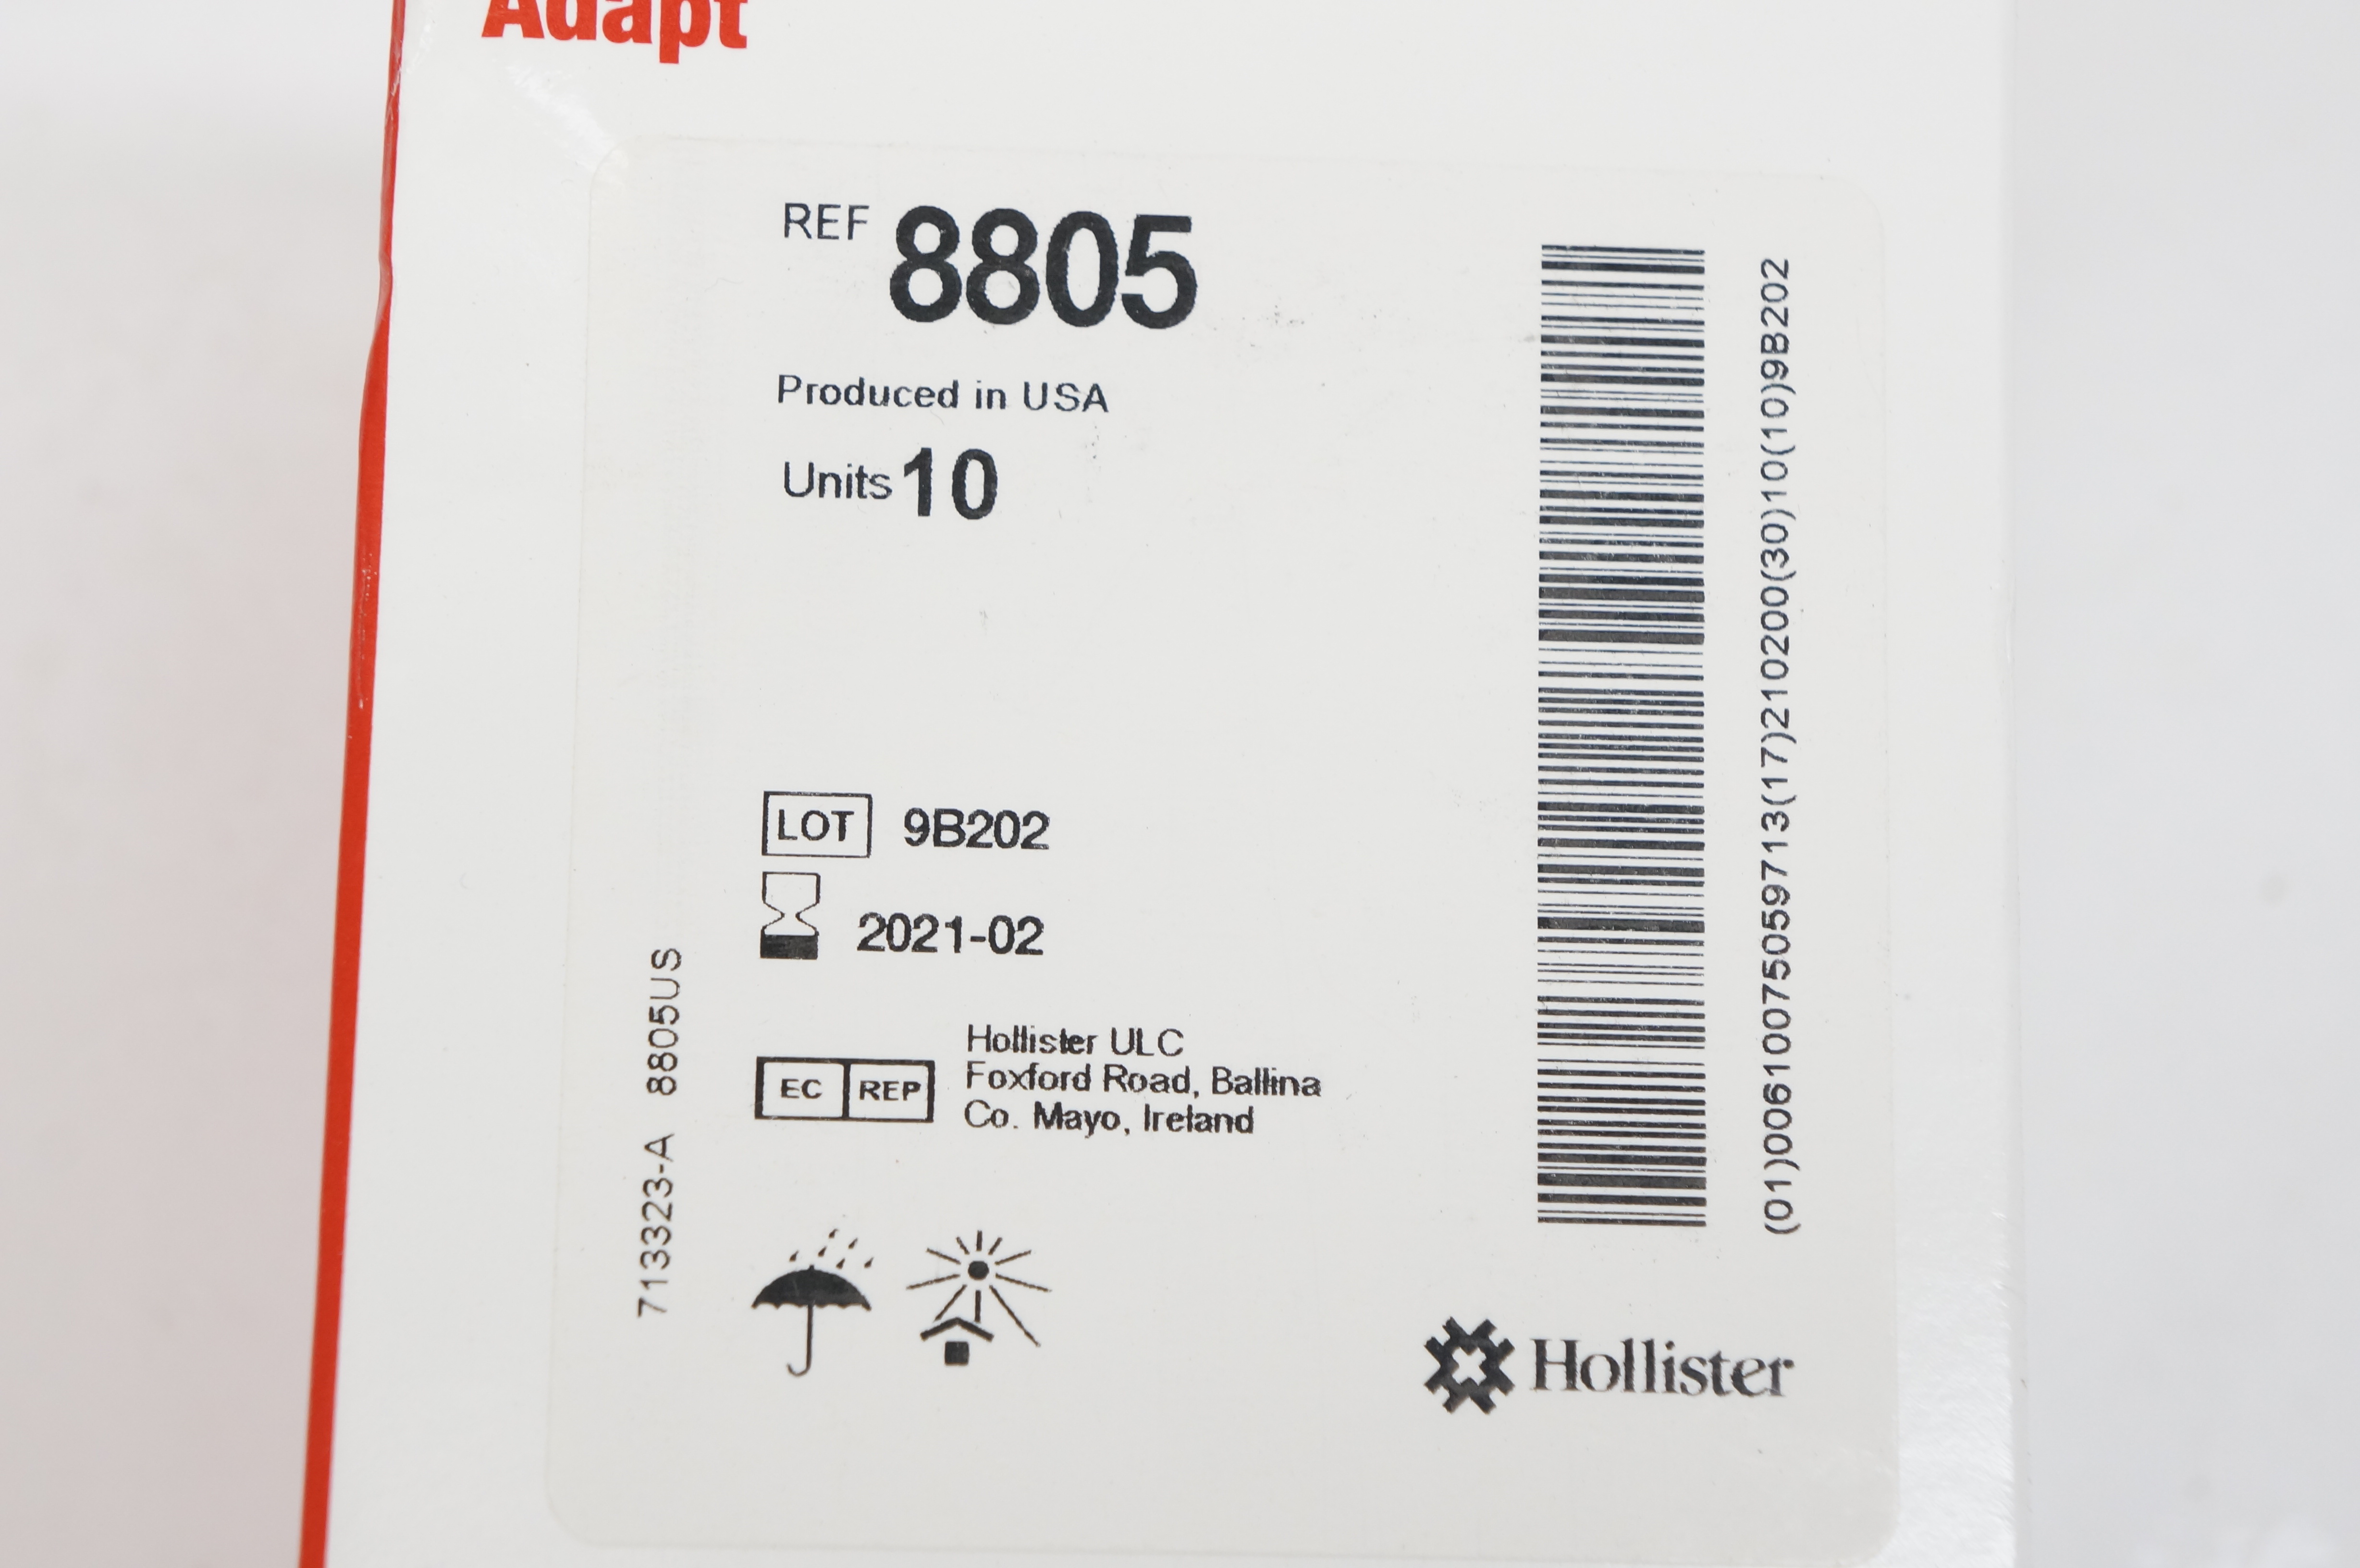 Adapt
REF 8805
Produced in USA
Units 10
LOT 9B202
2021-02
EC REP
Hollister ULC
Foxford Road, Ballina
Co. Mayo, Ireland
713323-A 8805US
(01)00610075059713(17)210200(30)10(10)9B202
Hollister